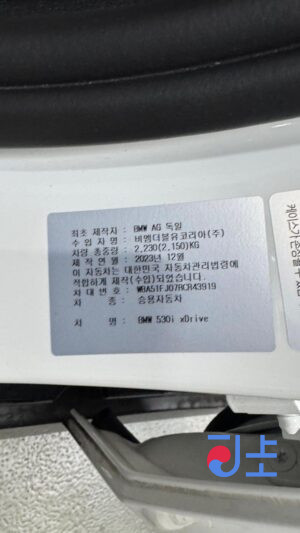 최초 제작자 : BMW AG 독일
수 입 자 명 : 비엠더블유코리아(주)
차량 총중량 : 2,230(2,150)KG
제 작 연 월 : 2023년 12월
이 자동차는 대한민국 자동차관리법령에
적합하게 제작(수입)되었습니다.
차 대 번 호 : WBA51FJ07RCR43919
차 종 : 승용자동차
차 명 : BMW 530i xDrive